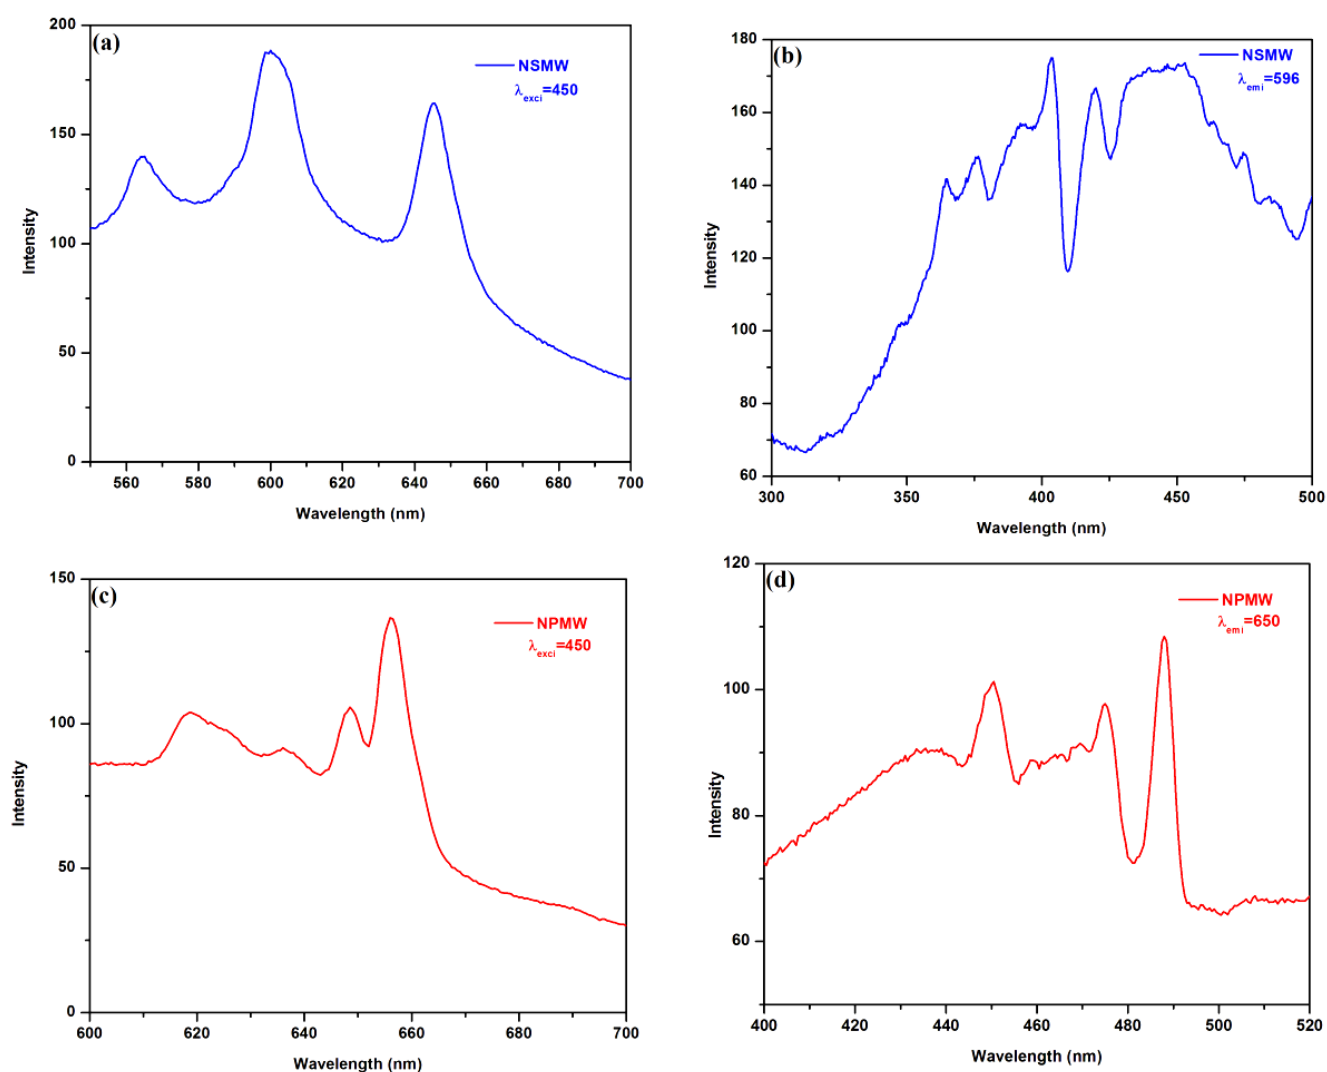 (a)
NSMW
λexci=450
200
150
100
50
0
Intensity
560 580 600 620 640 660 680 700
Wavelength (nm)
(b)
NSMW
λemi=596
180
160
140
120
100
80
60
Intensity
300 350 400 450 500
Wavelength (nm)
(c)
NPMW
λexci=450
150
100
50
0
Intensity
600 620 640 660 680 700
Wavelength (nm)
(d)
NPMW
λemi=650
120
100
80
60
Intensity
400 420 440 460 480 500 520
Wavelength (nm)